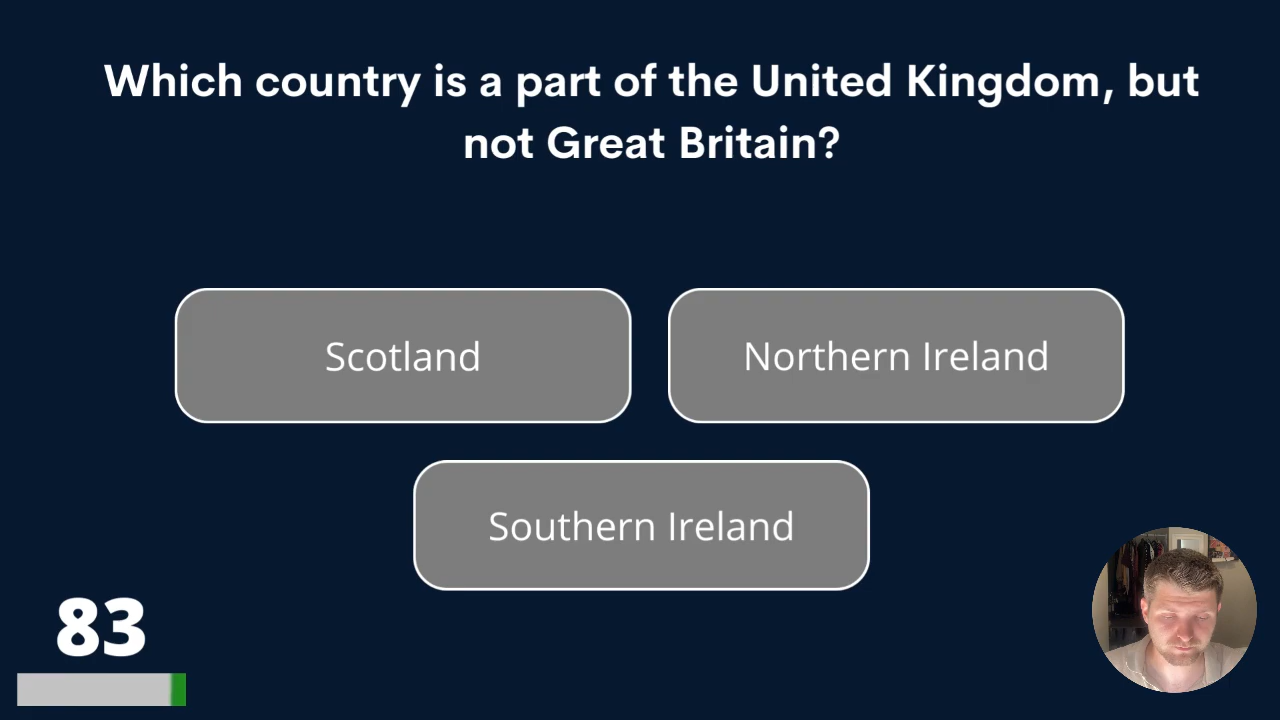 Which country is a part of the United Kingdom, but
not Great Britain?
Scotland
Northern Ireland
Southern Ireland
83